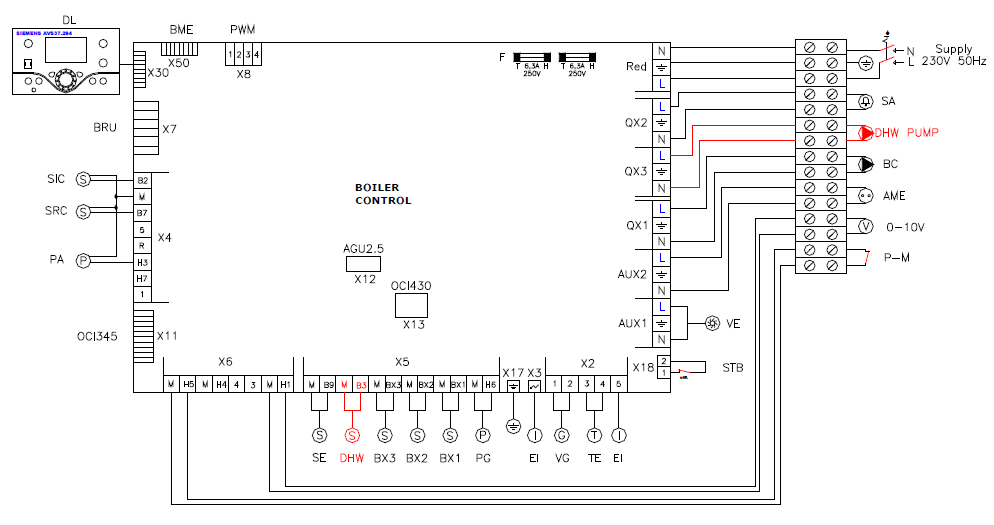 DL
SIEMENS AVS37.294
BME
X50
PWM
1 2 3 4
X8
X30
F
T 6,3A H
250V
T 6,3A H
250V
N
Red
L
N
L
Supply
230V 50Hz
BRU
X7
L
QX2
N
SA
L
QX3
N
DHW PUMP
SIC
S
SRC
S
PA
P
B2
M
B7
5
R
H3
H7
1
X4
BOILER
CONTROL
L
QX1
N
BC
AME
V
0-10V
P-M
AGU2.5
X12
OCI430
X13
L
AUX2
N
L
AUX1
N
VE
OCI345
X11
X6
X5
X17
X3
X2
X18
2
1
STB
M H5 M H4 4 3 M H1
M B9 M B3 M BX3 M BX2 M BX1 M H6
1 2 3 4 5
S S S S S P I G T I
SE DHW BX3 BX2 BX1 PG EI VG TE EI